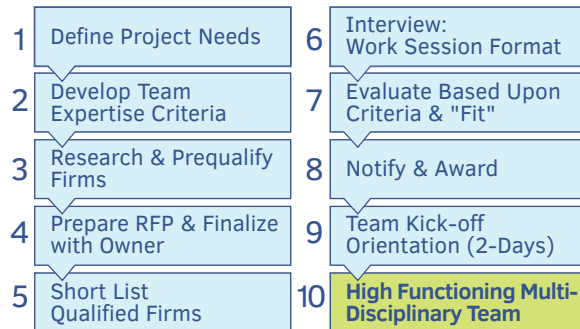 1 Define Project Needs
2 Develop Team
Expertise Criteria
3 Research & Prequalify
Firms
4 Prepare RFP & Finalize
with Owner
5 Short List
Qualified Firms
6 Interview:
Work Session Format
7 Evaluate Based Upon
Criteria & "Fit"
8 Notify & Award
9 Team Kick-off
Orientation (2-Days)
10 High Functioning Multi-
Disciplinary Team